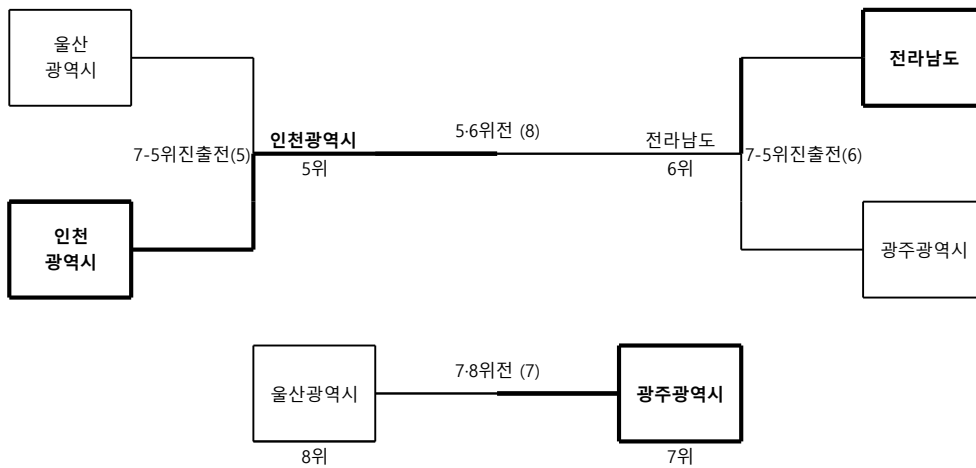 울산
광역시
전라남도
인천광역시
5·6위전 (8)
전라남도
7-5위진출전(5)
5위
6위
7-5위진출전(6)
인천
광역시
광주광역시
7·8위전 (7)
울산광역시
광주광역시
8위
7위